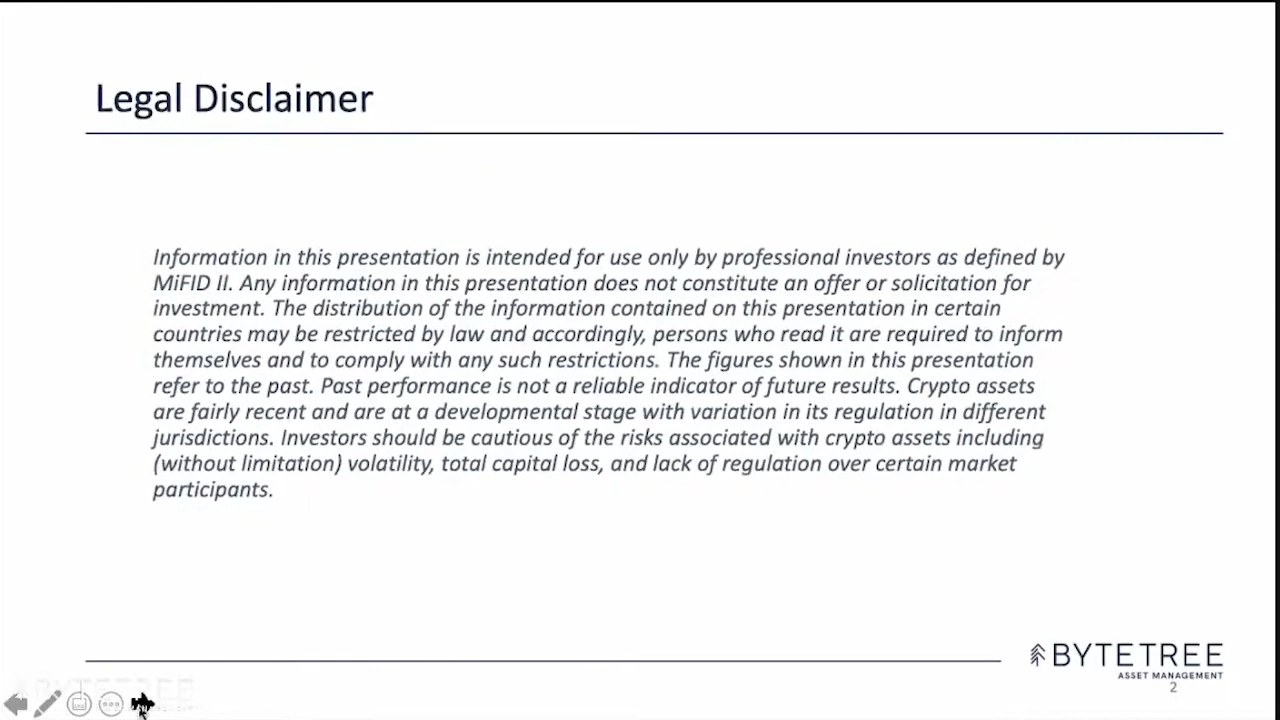 Legal Disclaimer
Information in this presentation is intended for use only by professional investors as defined by
MiFID II. Any information in this presentation does not constitute an offer or solicitation for
investment. The distribution of the information contained on this presentation in certain
countries may be restricted by law and accordingly, persons who read it are required to inform
themselves and to comply with any such restrictions. The figures shown in this presentation
refer to the past. Past performance is not a reliable indicator of future results. Crypto assets
are fairly recent and are at a developmental stage with variation in its regulation in different
jurisdictions. Investors should be cautious of the risks associated with crypto assets including
(without limitation) volatility, total capital loss, and lack of regulation over certain market
participants.
BYTETREE
ASSET MANAGEMENT
2